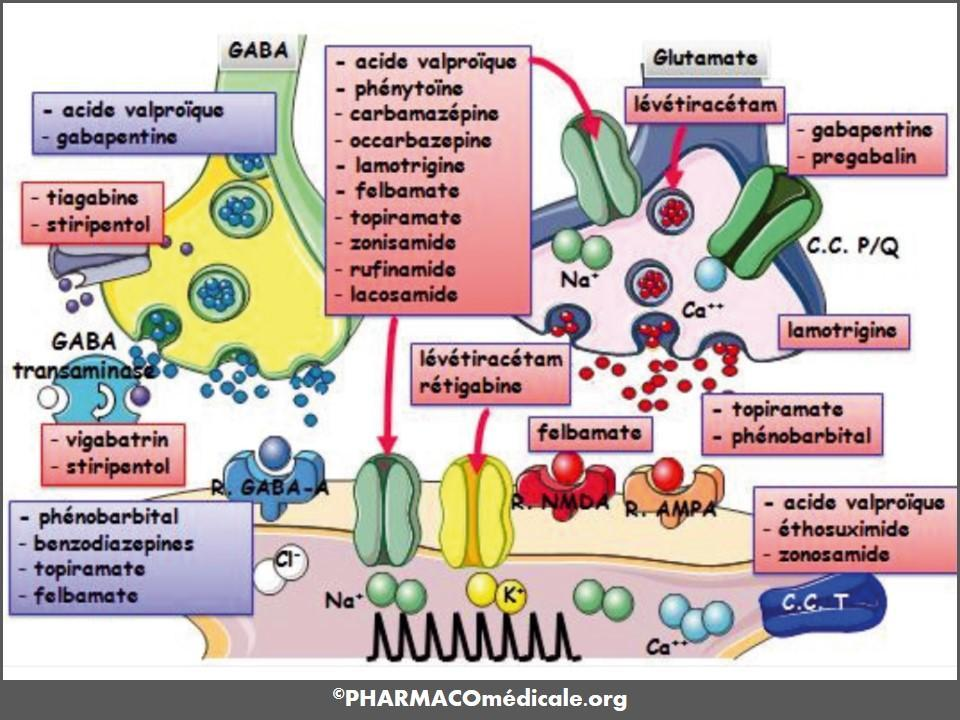 GABA
- acide valproïque
- gabapentine
- tiagabine
- stiripentol
GABA
transaminase
- vigabatrin
- stiripentol
R. GABA-A
- phénobarbital
- benzodiazepines
- topiramate
- felbamate
- acide valproïque
- phénytoïne
- carbamazépine
- occarbazepine
- lamotrigine
- felbamate
- topiramate
- zonisamide
- rufinamide
- lacosamide
lévétiracétam
rétigabine
Glutamate
lévétiracétam
- gabapentine
- pregabalin
C.C. P/Q
Na⁺
Ca⁺⁺
lamotrigine
felbamate
- topiramate
- phénobarbital
R. NMDA
R. AMPA
- acide valproïque
- éthosuximide
- zonosamide
Cl⁻
Na⁺
K⁺
Ca⁺⁺
C.C. T
©PHARMACOmédicale.org